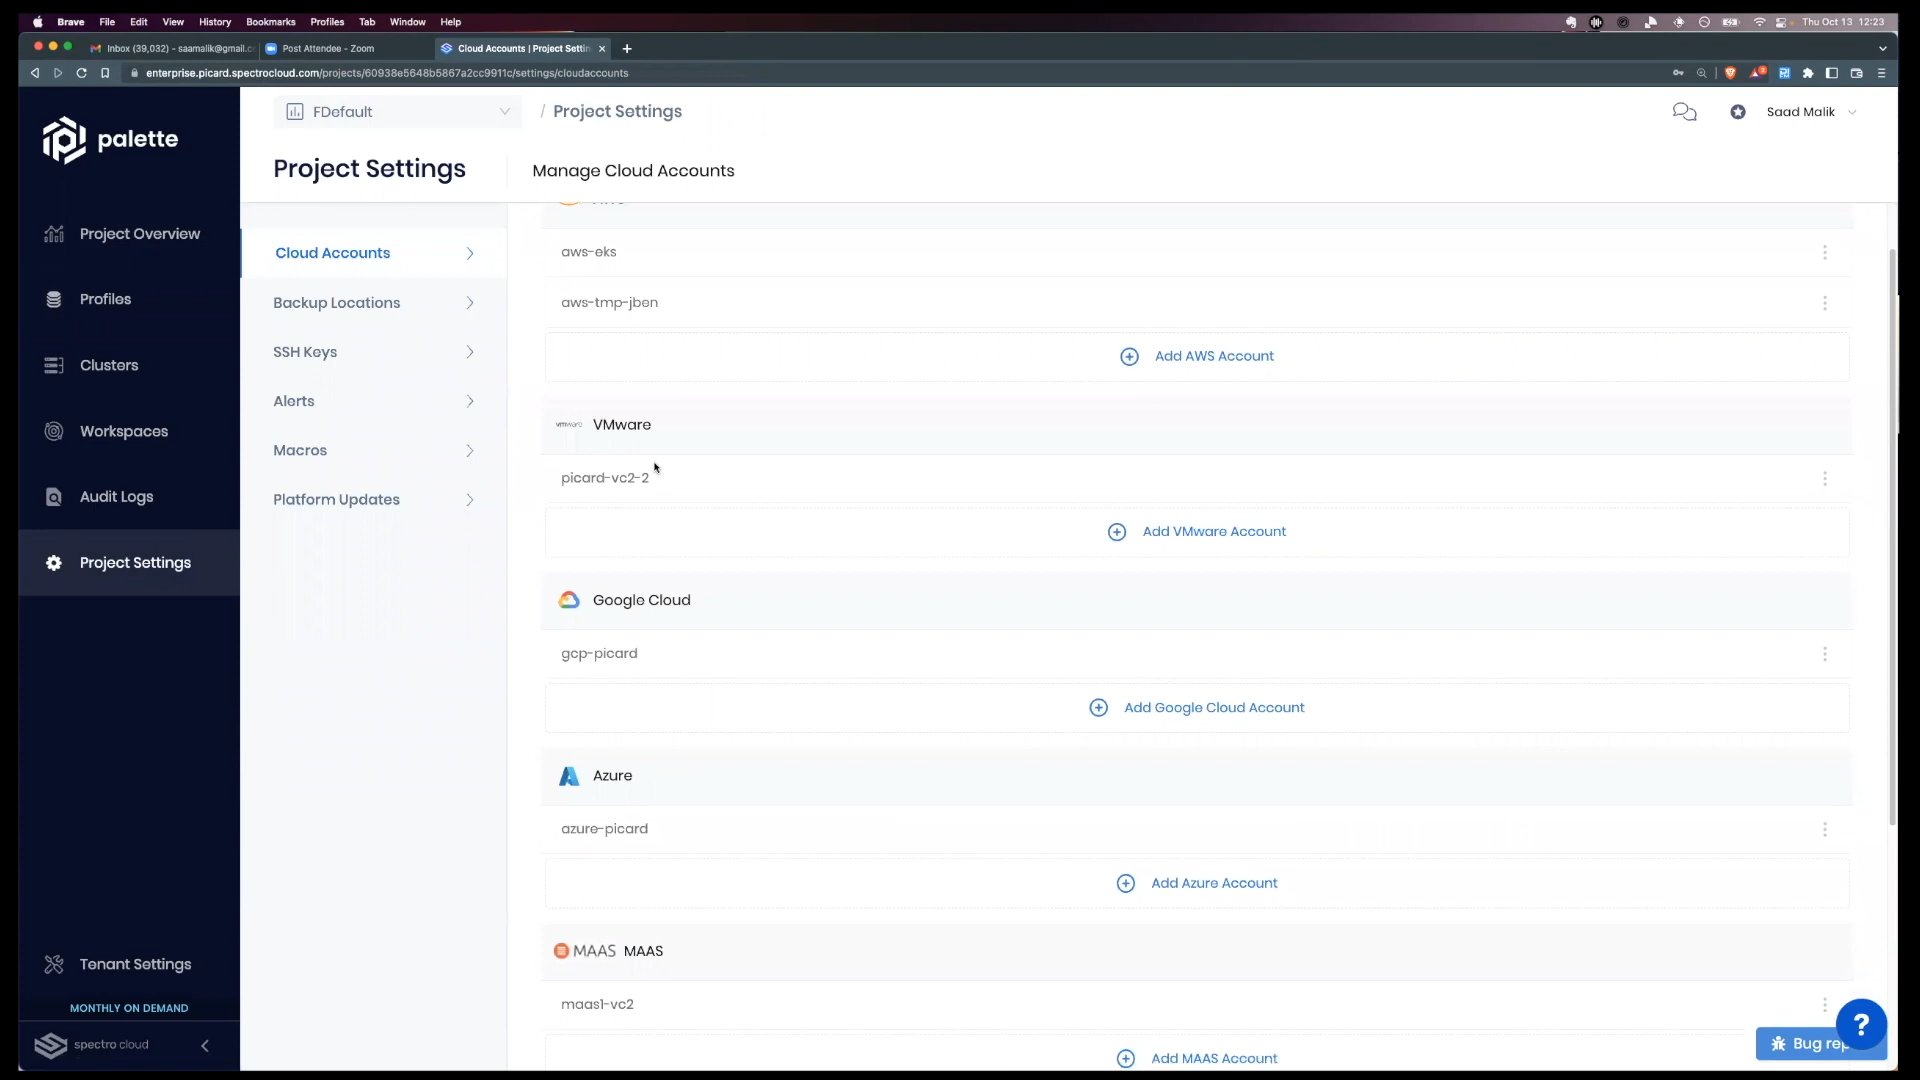 Brave File Edit View History Bookmarks Profiles Tab Window Help Thu Oct 13 12:23
Inbox (39,032) - saamalik@gmail.c Post Attendee - Zoom Cloud Accounts | Project Settin
enterprise.picard.spectrocloud.com/projects/60938e5648b5867a2cc9911c/settings/cloudaccounts
palette
FDefault / Project Settings Saad Malik
Project Settings Manage Cloud Accounts
Project Overview
Profiles
Clusters
Workspaces
Audit Logs
Project Settings
Tenant Settings
MONTHLY ON DEMAND
spectro cloud
Cloud Accounts
Backup Locations
SSH Keys
Alerts
Macros
Platform Updates
aws-eks
aws-tmp-jben
Add AWS Account
vmware VMware
picard-vc2-2
Add VMware Account
Google Cloud
gcp-picard
Add Google Cloud Account
Azure
azure-picard
Add Azure Account
MAAS MAAS
maas1-vc2
Add MAAS Account
?
Bug rep